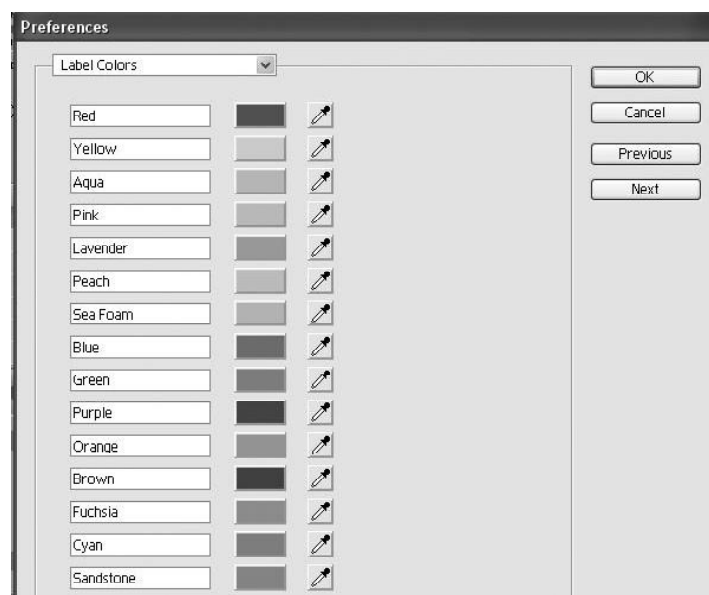 Preferences
Label Colors
OK
Cancel
Previous
Next
Red
Yellow
Aqua
Pink
Lavender
Peach
Sea Foam
Blue
Green
Purple
Orange
Brown
Fuchsia
Cyan
Sandstone